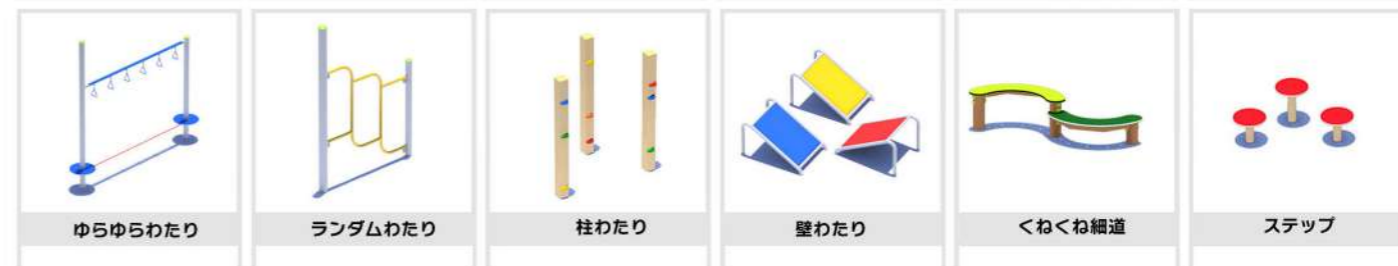 ゆらゆらわたり
ランダムわたり
柱わたり
壁わたり
くねくね細道
ステップ